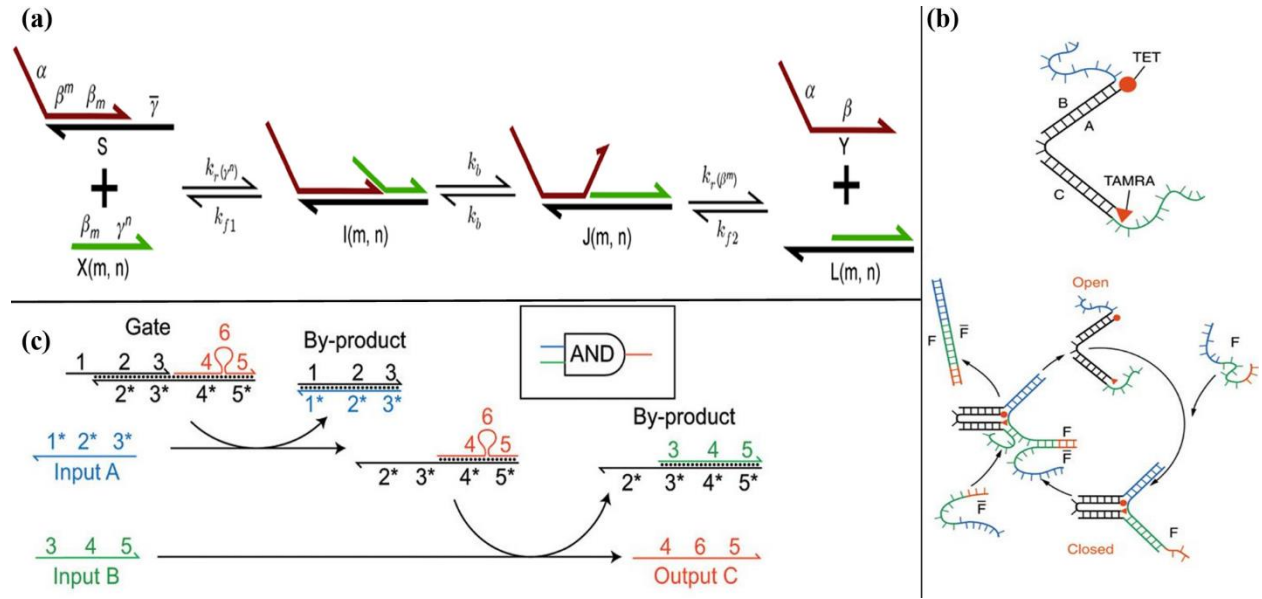 (a)
α
β^m β_m γ̄
S
+
β_m γ^n
X(m, n)
k_r(γ^n)
k_f1
I(m, n)
k_b
k_b
J(m, n)
k_r(β^m)
k_f2
α β
Y
+
L(m, n)
(b)
TET
B
A
C
TAMRA
Open
F F̄
F
F
F̄
F̄
F
Closed
(c)
Gate
6
1 2 3 4 5
2* 3* 4* 5*
By-product
1 2 3
1* 2* 3*
AND
1* 2* 3*
Input A
6
4 5
2* 3* 4* 5*
By-product
3 4 5
2* 3* 4* 5*
3 4 5
Input B
4 6 5
Output C